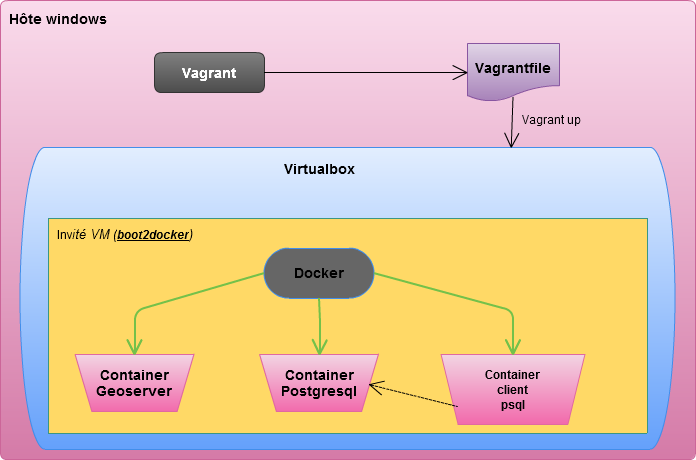 Hôte windows
Vagrant
Vagrantfile
Vagrant up
Virtualbox
Invité VM (boot2docker)
Docker
Container
Geoserver
Container
Postgresql
Container
client
psql